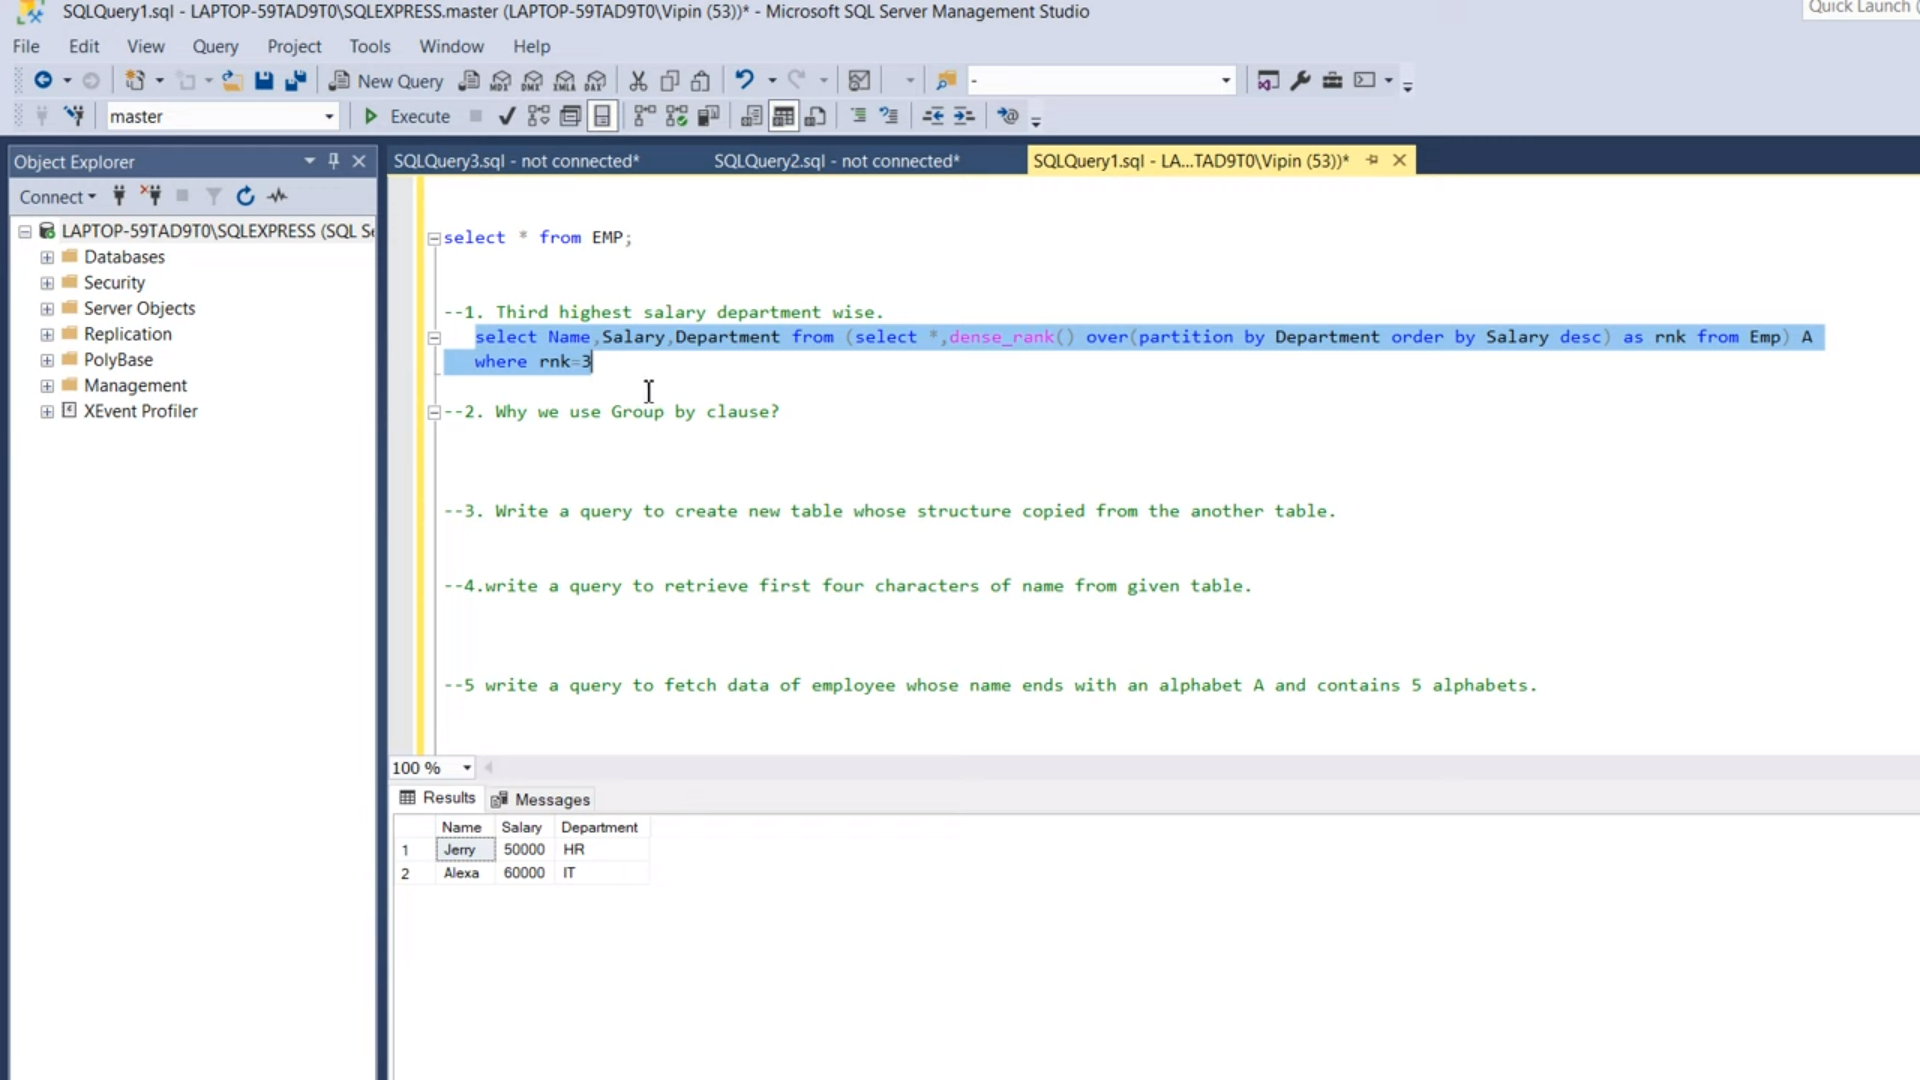 SQLQuery1.sql - LAPTOP-59TAD9T0\SQLEXPRESS.master (LAPTOP-59TAD9T0\Vipin (53))* - Microsoft SQL Server Management Studio
Quick Launch (
File Edit View Query Project Tools Window Help
New Query MDX DMX XMLA DAX -
master Execute
Object Explorer
SQLQuery3.sql - not connected* SQLQuery2.sql - not connected* SQLQuery1.sql - LA...TAD9T0\Vipin (53))*
Connect
LAPTOP-59TAD9T0\SQLEXPRESS (SQL Se
Databases
Security
Server Objects
Replication
PolyBase
Management
XEvent Profiler
select * from EMP;
--1. Third highest salary department wise.
select Name,Salary,Department from (select *,dense_rank() over(partition by Department order by Salary desc) as rnk from Emp) A
where rnk=3
--2. Why we use Group by clause?
--3. Write a query to create new table whose structure copied from the another table.
--4.write a query to retrieve first four characters of name from given table.
--5 write a query to fetch data of employee whose name ends with an alphabet A and contains 5 alphabets.
100 %
Results Messages
Name Salary Department
1 Jerry 50000 HR
2 Alexa 60000 IT